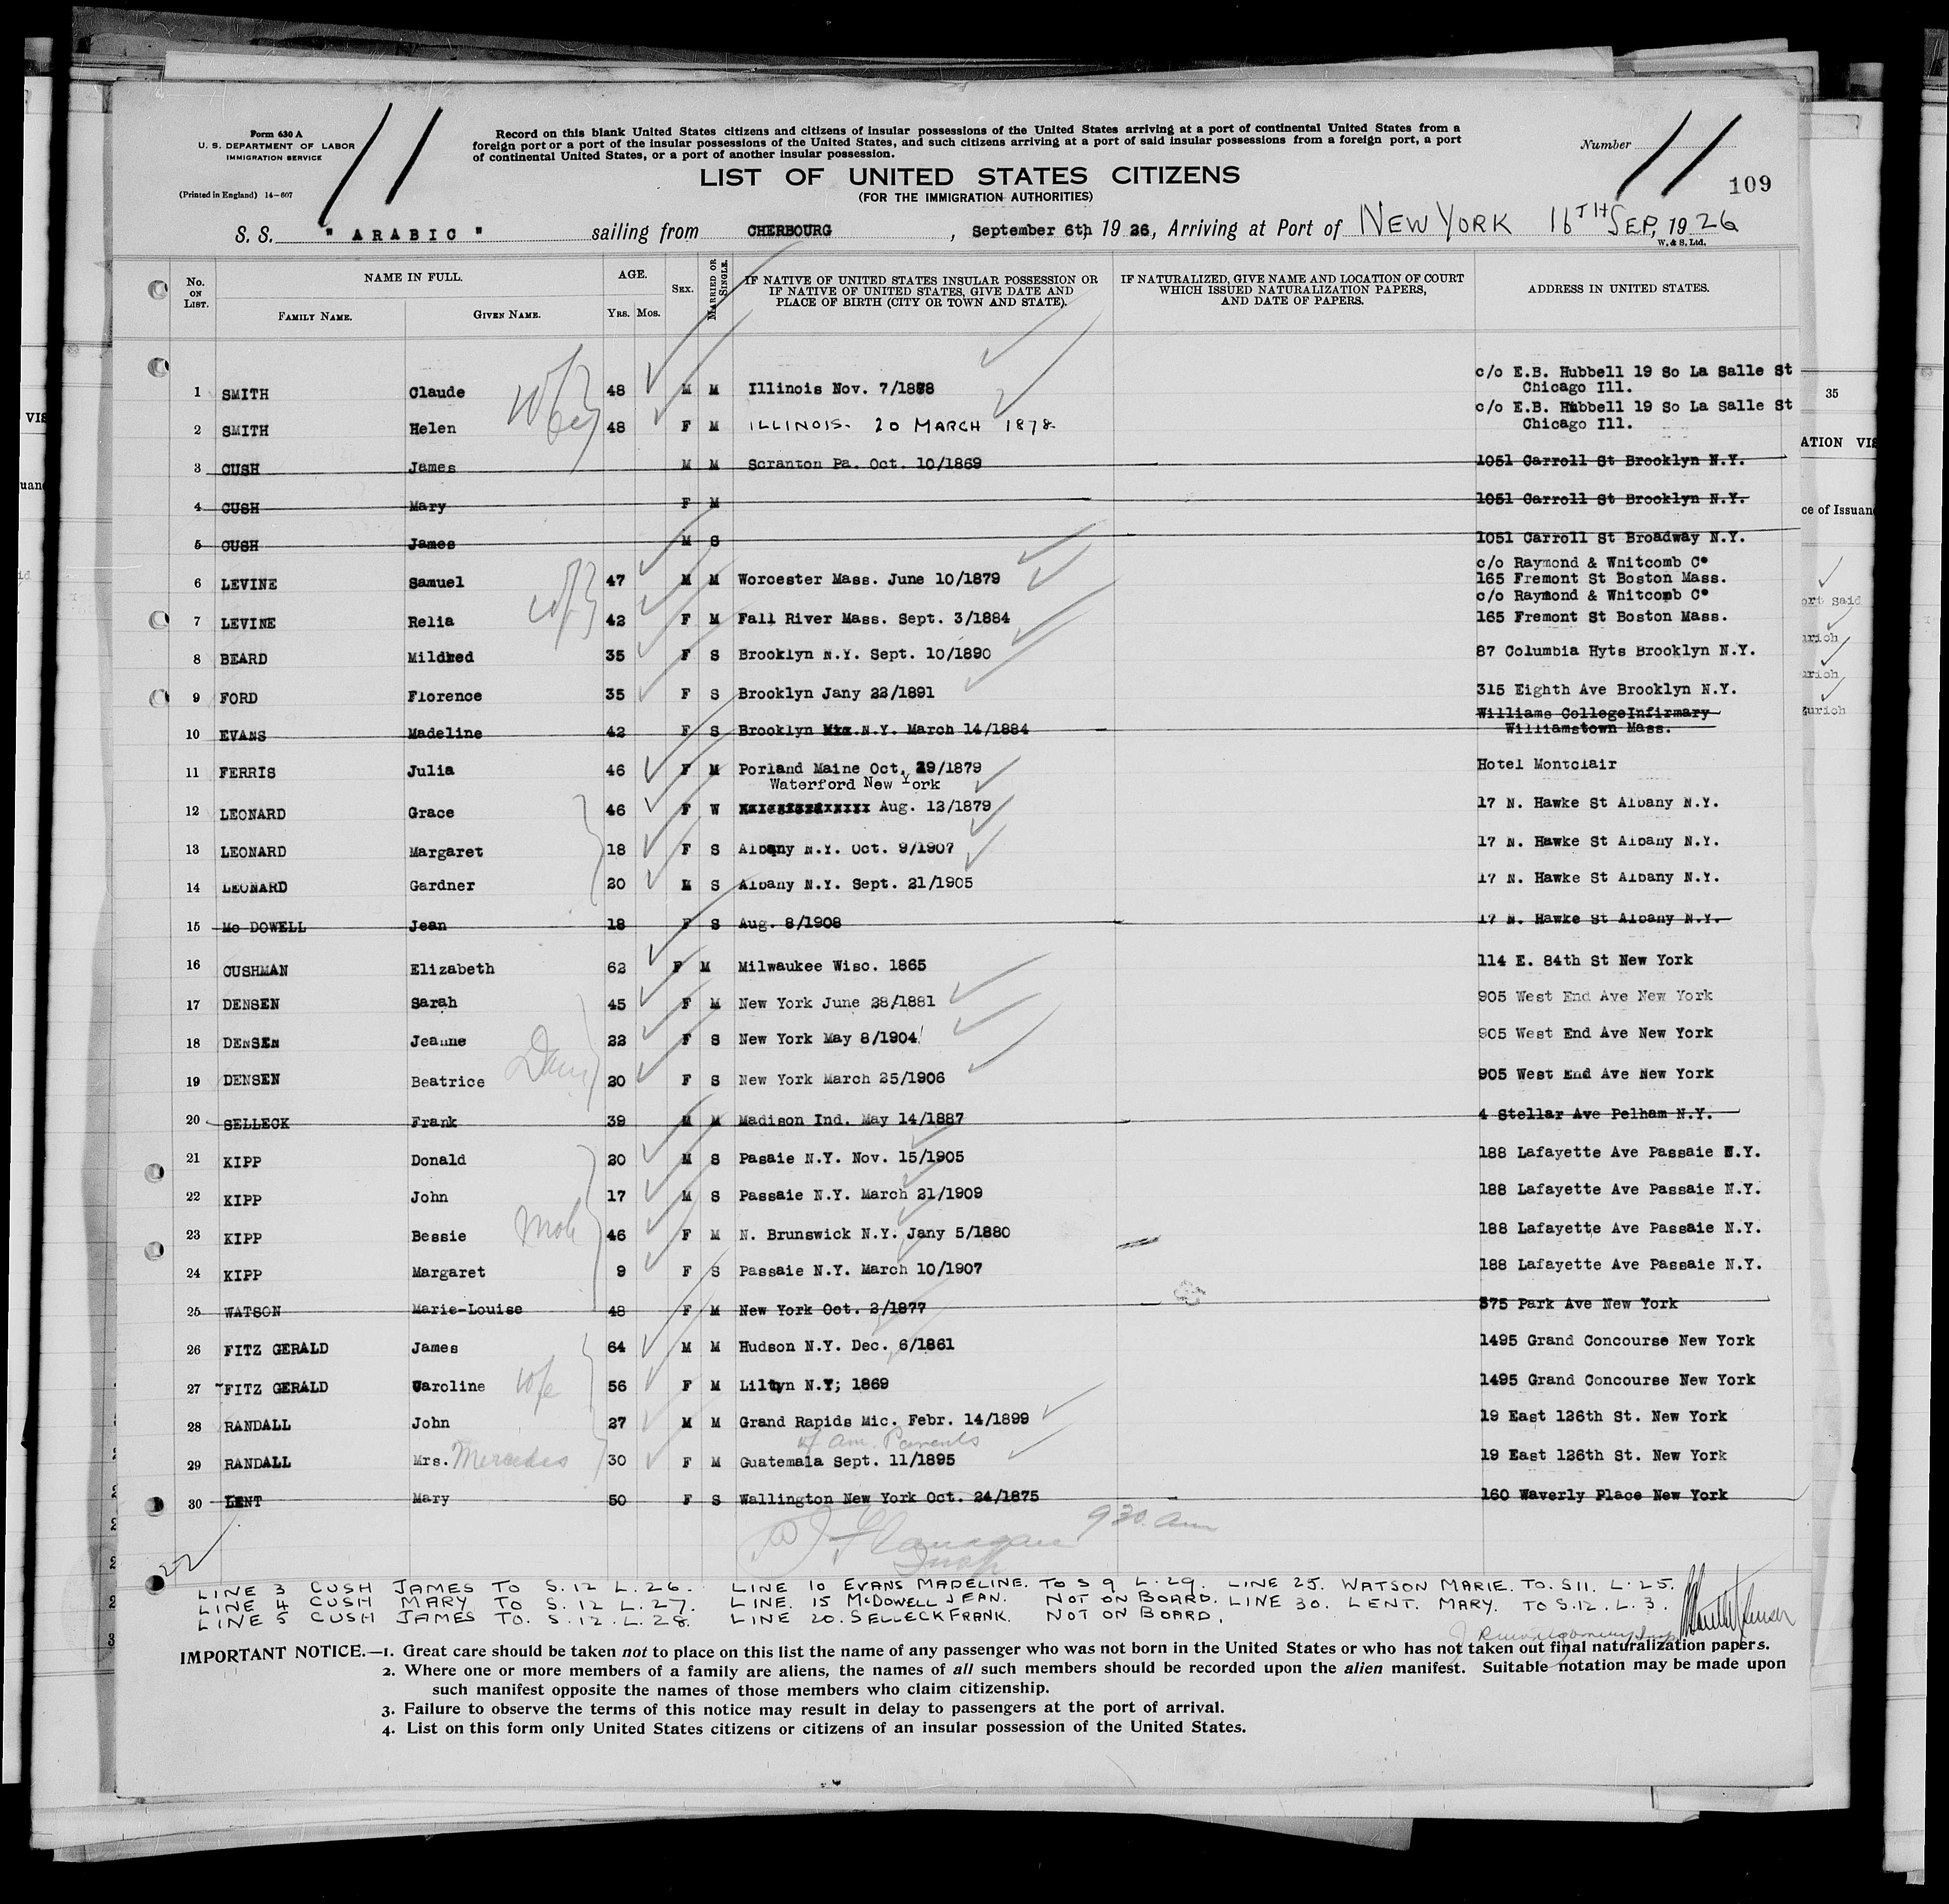 Form 630 A
U. S. DEPARTMENT OF LABOR
IMMIGRATION SERVICE
(Printed in England) 14-607
11
Record on this blank United States citizens and citizens of insular possessions of the United States arriving at a port of continental United States from a
foreign port or a port of the insular possessions of the United States, and such citizens arriving at a port of said insular possessions from a foreign port, a port
of continental United States, or a port of another insular possession.
Number 11
109
LIST OF UNITED STATES CITIZENS
(FOR THE IMMIGRATION AUTHORITIES)
S. S. " ARABIC " sailing from CHERBOURG , September 6th 19 26, Arriving at Port of NEW YORK 16TH SEP, 19 26
W. & S. Ltd.
No. ON LIST. NAME IN FULL. FAMILY NAME. GIVEN NAME. AGE. YRS. MOS. SEX. MARRIED OR SINGLE. IF NATIVE OF UNITED STATES INSULAR POSSESSION OR IF NATIVE OF UNITED STATES, GIVE DATE AND PLACE OF BIRTH (CITY OR TOWN AND STATE). IF NATURALIZED, GIVE NAME AND LOCATION OF COURT WHICH ISSUED NATURALIZATION PAPERS, AND DATE OF PAPERS. ADDRESS IN UNITED STATES.
1 SMITH Claude 48 M M Illinois Nov. 7/1878 c/o E.B. Hubbell 19 So La Salle St Chicago Ill.
2 SMITH Helen wife 48 F M ILLINOIS. 20 MARCH 1878 c/o E.B. Hubbell 19 So La Salle St Chicago Ill.
3 CUSH James M M Scranton Pa. Oct. 10/1869 1051 Carroll St Brooklyn N.Y.
4 CUSH Mary F M 1051 Carroll St Brooklyn N.Y.
5 CUSH James M S 1051 Carroll St Broadway N.Y.
6 LEVINE Samuel 47 M M Worcester Mass. June 10/1879 c/o Raymond & Whitcomb Co 165 Fremont St Boston Mass.
7 LEVINE Relia 42 F M Fall River Mass. Sept. 3/1884 c/o Raymond & Whitcomb Co 165 Fremont St Boston Mass.
8 BEARD Mildred 35 F S Brooklyn N.Y. Sept. 10/1890 87 Columbia Hyts Brooklyn N.Y.
9 FORD Florence 35 F S Brooklyn Jany 22/1891 315 Eighth Ave Brooklyn N.Y.
10 EVANS Madeline 42 F S Brooklyn N.Y. March 14/1884 Williams College Infirmary Williamstown Mass.
11 FERRIS Julia 46 F M Porland Maine Oct. 29/1879 Hotel Montclair
12 LEONARD Grace 46 F W Waterford New York Aug. 12/1879 17 N. Hawke St Albany N.Y.
13 LEONARD Margaret 18 F S Albany N.Y. Oct. 9/1907 17 N. Hawke St Albany N.Y.
14 LEONARD Gardner 20 M S Albany N.Y. Sept. 21/1905 17 N. Hawke St Albany N.Y.
15 Mc DOWELL Jean 18 F S Aug. 8/1908 17 N. Hawke St Albany N.Y.
16 CUSHMAN Elizabeth 62 F M Milwaukee Wisc. 1865 114 E. 84th St New York
17 DENSEN Sarah 45 F M New York June 28/1881 905 West End Ave New York
18 DENSEN Jeanne 22 F S New York May 8/1904 905 West End Ave New York
19 DENSEN Beatrice 20 F S New York March 25/1906 905 West End Ave New York
20 SELLECK Frank 39 M M Madison Ind. May 14/1887 4 Stellar Ave Pelham N.Y.
21 KIPP Donald 20 M S Pasaie N.Y. Nov. 15/1905 188 Lafayette Ave Passaie N.Y.
22 KIPP John 17 M S Passaie N.Y. March 21/1909 188 Lafayette Ave Passaie N.Y.
23 KIPP Bessie 46 F M N. Brunswick N.Y. Jany 5/1880 188 Lafayette Ave Passaie N.Y.
24 KIPP Margaret 9 F S Passaie N.Y. March 10/1907 188 Lafayette Ave Passaie N.Y.
25 WATSON Marie-Louise 48 F M New York Oct. 2/1877 575 Park Ave New York
26 FITZ GERALD James 64 M M Hudson N.Y. Dec. 6/1861 1495 Grand Concourse New York
27 FITZ GERALD Caroline wife 56 F M N.Y; 1869 1495 Grand Concourse New York
28 RANDALL John 27 M M Grand Rapids Mic. Febr. 14/1899 19 East 126th St. New York
of Am. Parents
29 RANDALL Mrs. Mercedes 30 F M Guatemala Sept. 11/1895 19 East 126th St. New York
30 LENT Mary 50 F S Wallington New York Oct. 24/1875 160 Waverly Place New York
9 30 am
22
LINE 3 CUSH JAMES TO S. 12 L. 26. LINE 10 EVANS MADELINE. TO S 9 L. 29. LINE 25. WATSON MARIE. TO. S11. L. 25.
LINE 4 CUSH MARY TO S. 12 L. 27. LINE. 15 McDOWELL JEAN. NOT ON BOARD. LINE 30. LENT. MARY. TO S.12. L. 3.
LINE 5 CUSH JAMES TO. S. 12. L. 28. LINE 20. SELLECK FRANK. NOT ON BOARD.
IMPORTANT NOTICE.—1. Great care should be taken not to place on this list the name of any passenger who was not born in the United States or who has not taken out final naturalization papers.
2. Where one or more members of a family are aliens, the names of all such members should be recorded upon the alien manifest. Suitable notation may be made upon
such manifest opposite the names of those members who claim citizenship.
3. Failure to observe the terms of this notice may result in delay to passengers at the port of arrival.
4. List on this form only United States citizens or citizens of an insular possession of the United States.
35
ATION VIS
ce of Issuan
ort Said
urich
urich
Zurich